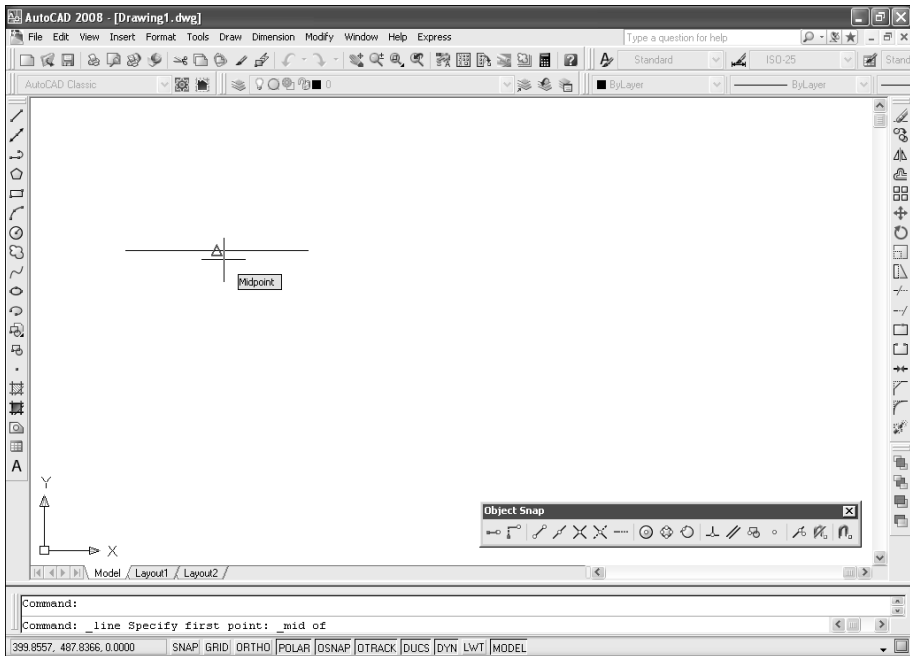 AutoCAD 2008 - [Drawing1.dwg]
File Edit View Insert Format Tools Draw Dimension Modify Window Help Express Type a question for help
Standard ISO-25 Stand
AutoCAD Classic 0 ByLayer ByLayer
Midpoint
A
Y
X
Object Snap
Model Layout1 Layout2
Command:
Command: _line Specify first point: _mid of
399.8557, 487.8366, 0.0000 SNAP GRID ORTHO POLAR OSNAP OTRACK DUCS DYN LWT MODEL